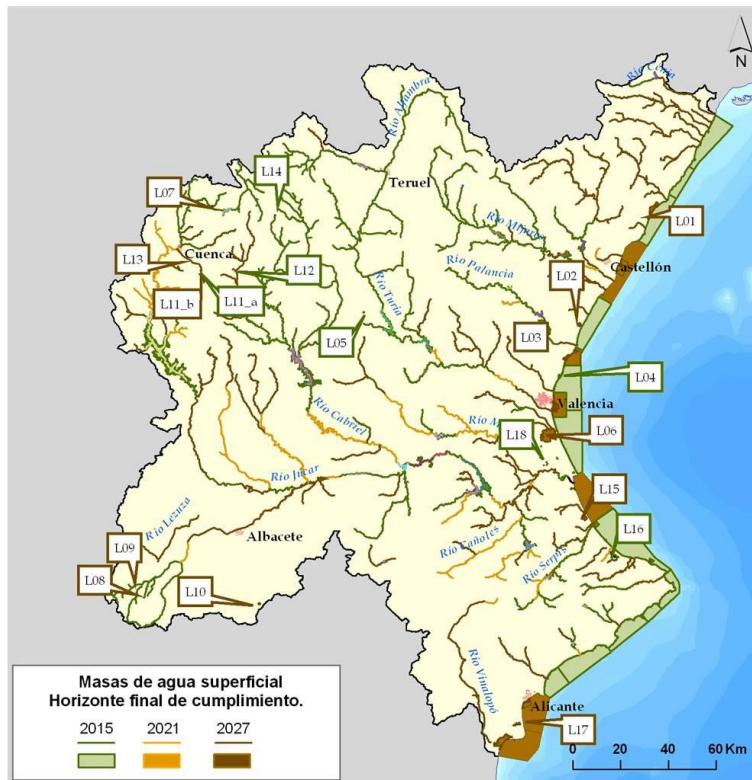 N
Río Cenia
Río Alfambra
L14
Teruel
L07
L01
Río Mijares
L13
Cuenca
L12
Castellón
Río Palancia
L02
L11_b
L11_a
Río Turia
L05
L03
L04
Valencia
Río Cabriel
Río M
L18
L06
Río Jucar
L15
Río Lezuza
Albacete
L16
Río Cañoles
L09
Río Serpis
L08
L10
Masas de agua superficial
Horizonte final de cumplimiento.
2015 2021 2027
Río Vinalopó
Alicante
L17
0 20 40 60 Km